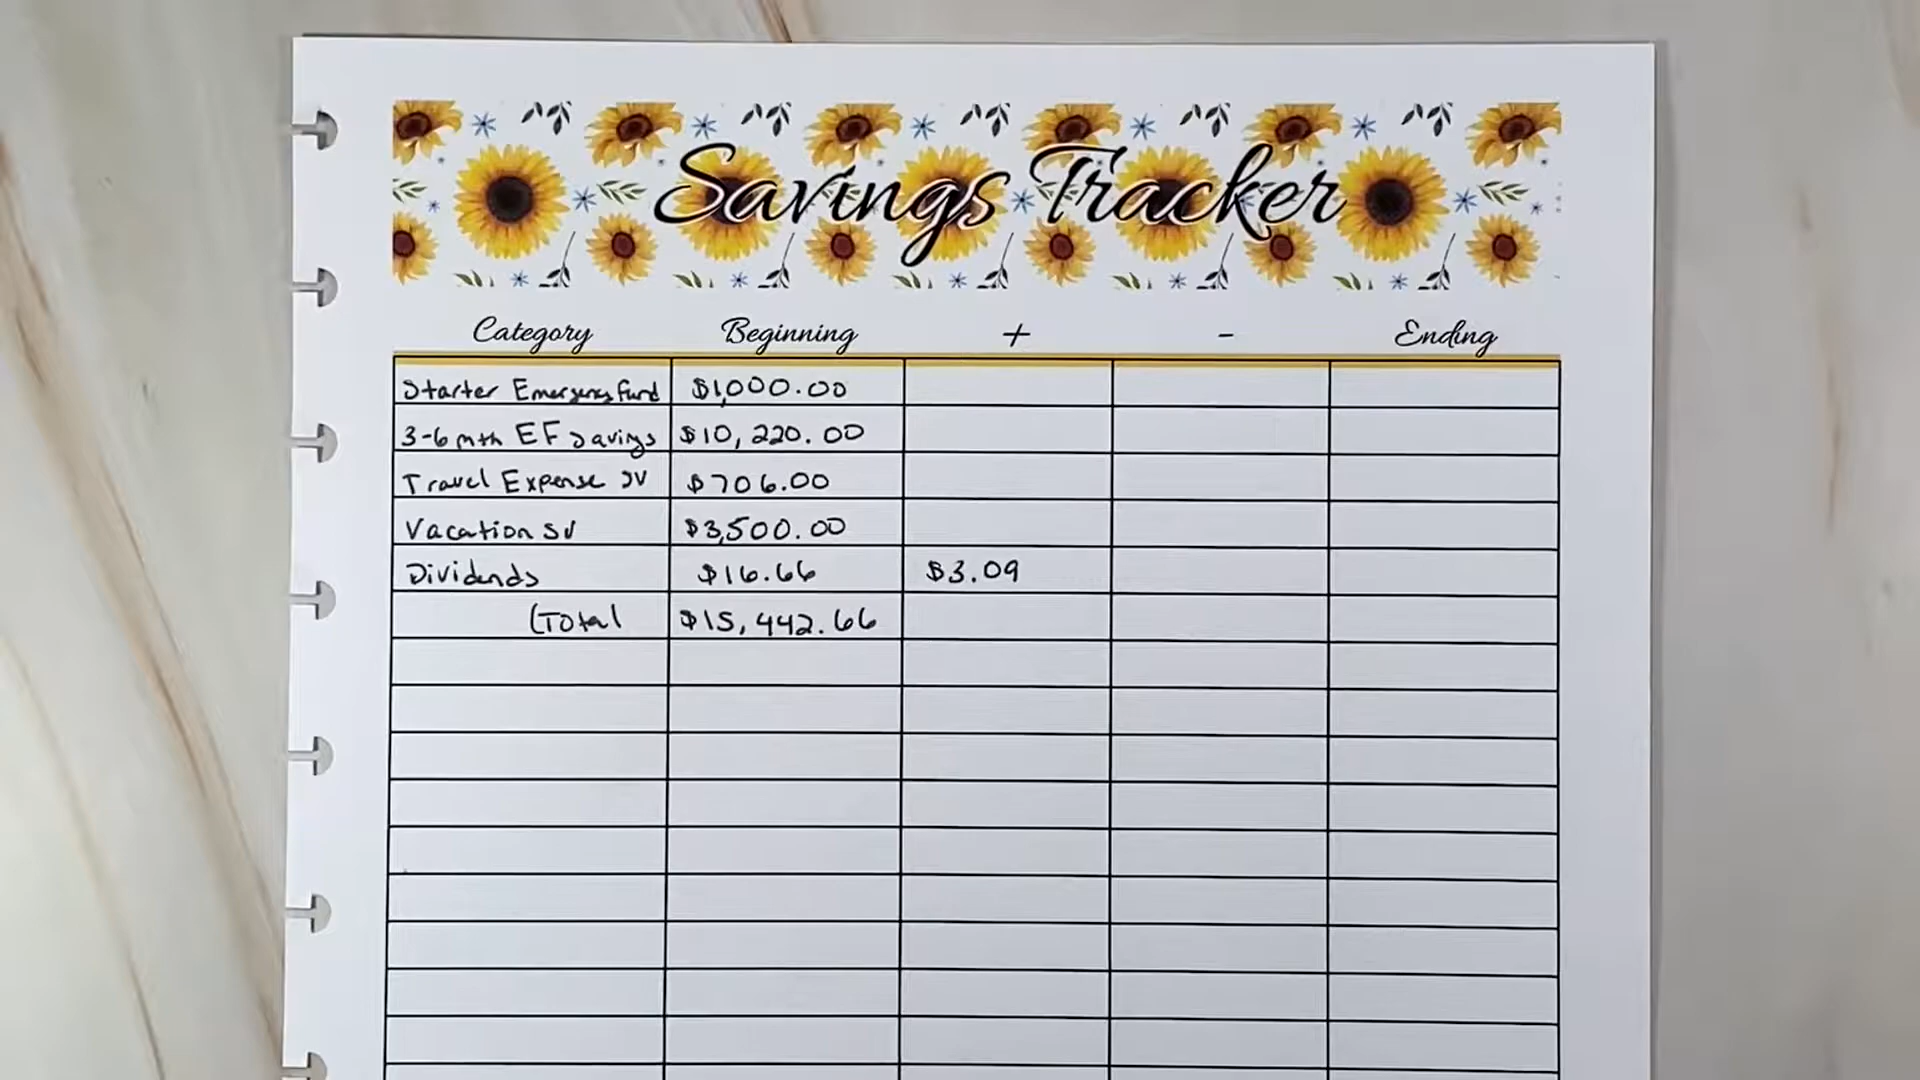 Savings Tracker
Category Beginning + - Ending
Starter Emergency Fund $1,000.00
3-6 mth EF Savings $10,220.00
Travel Expense SV $706.00
Vacation SV $3,500.00
Dividends $16.66 $3.09
Total $15,442.66